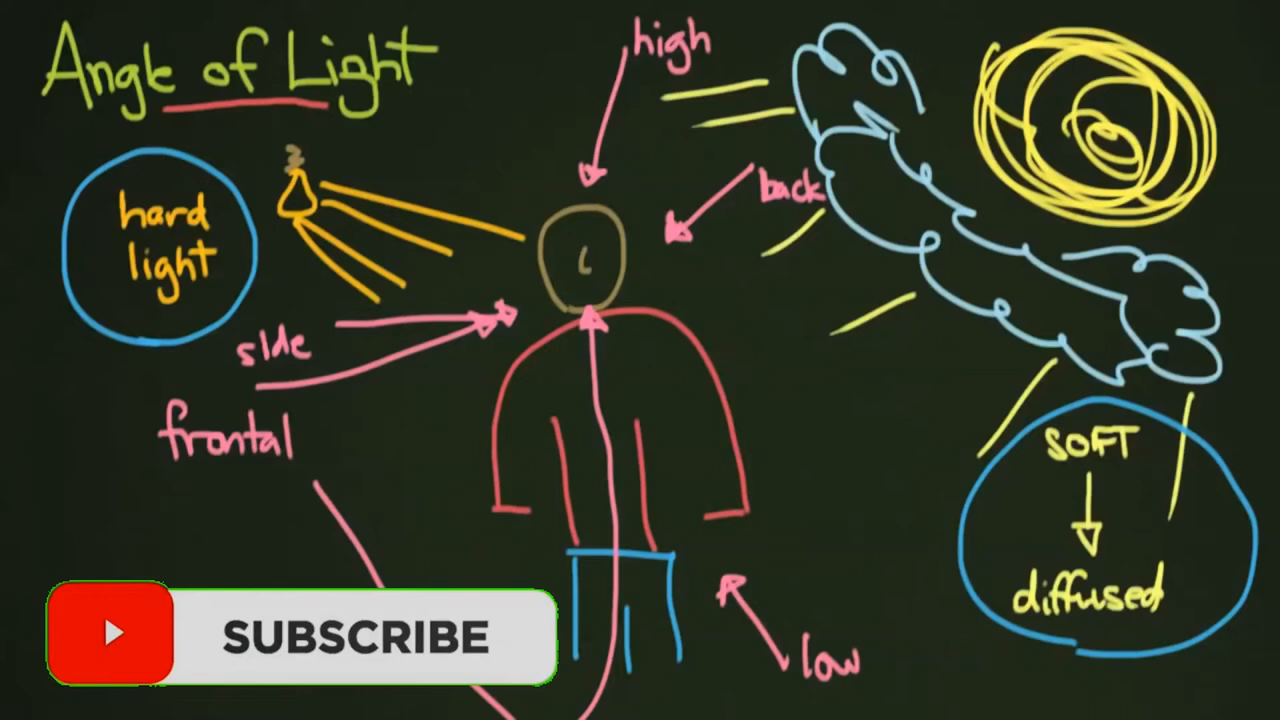 Angle of Light
high
hard
light
back
side
frontal
SOFT
diffused
low
SUBSCRIBE